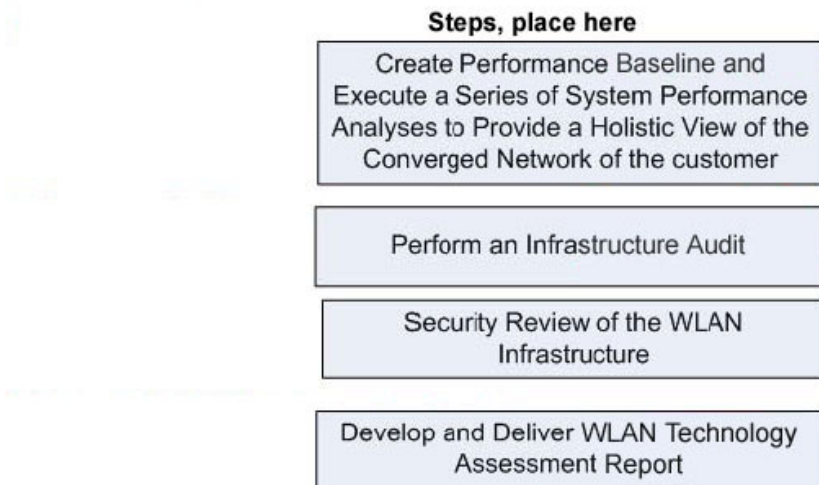 Steps, place here
Create Performance Baseline and
Execute a Series of System Performance
Analyses to Provide a Holistic View of the
Converged Network of the customer
Perform an Infrastructure Audit
Security Review of the WLAN
Infrastructure
Develop and Deliver WLAN Technology
Assessment Report